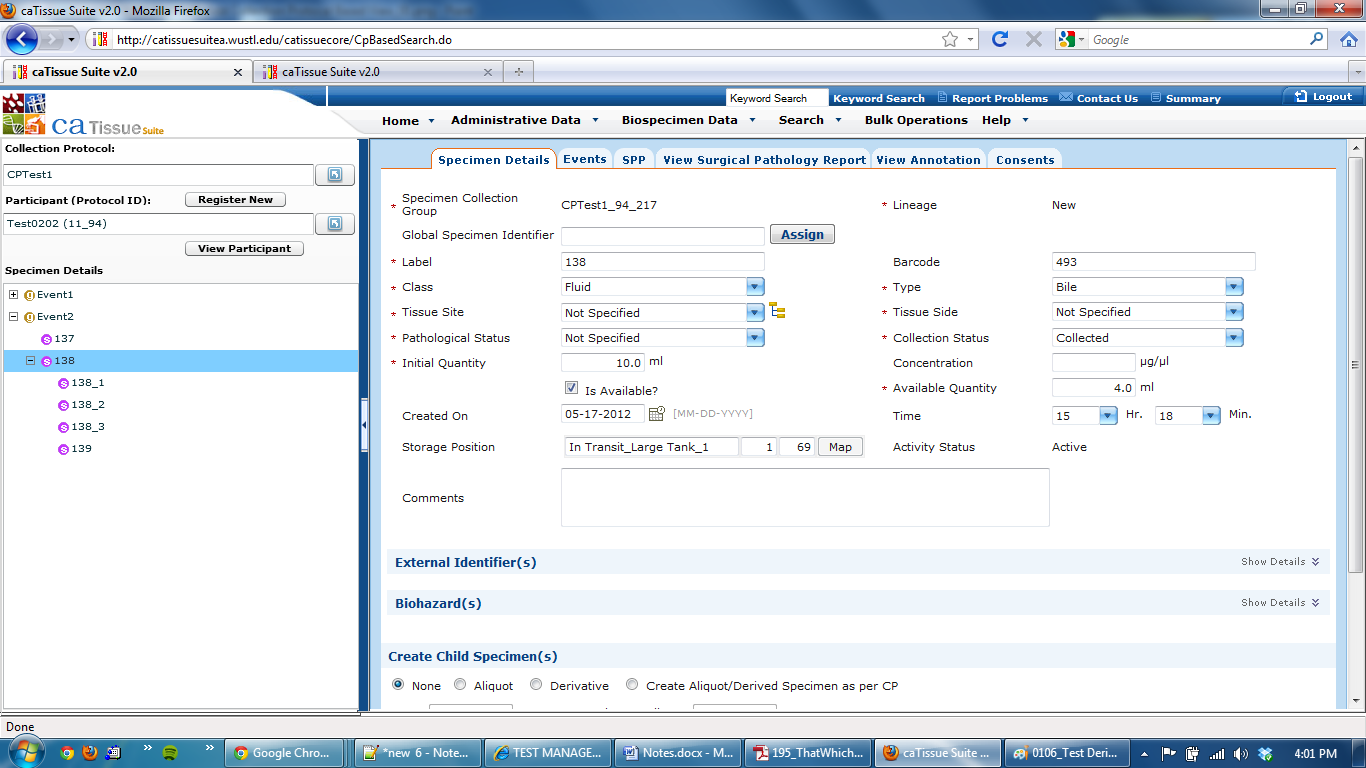 caTissue Suite v2.0 - Mozilla Firefox
http://catissuesuitea.wustl.edu/catissuecore/CpBasedSearch.do
Google
caTissue Suite v2.0
caTissue Suite v2.0
Keyword Search Keyword Search Report Problems Contact Us Summary Logout
ca Tissue Suite
Home Administrative Data Biospecimen Data Search Bulk Operations Help
Collection Protocol:
CPTest1
Participant (Protocol ID): Register New
Test0202 (11_94)
View Participant
Specimen Details
Event1
Event2
137
138
138_1
138_2
138_3
139
Specimen Details Events SPP View Surgical Pathology Report View Annotation Consents
* Specimen Collection Group CPTest1_94_217 * Lineage New
Global Specimen Identifier Assign
* Label 138 Barcode 493
* Class Fluid * Type Bile
* Tissue Site Not Specified * Tissue Side Not Specified
* Pathological Status Not Specified * Collection Status Collected
* Initial Quantity 10.0 ml Concentration µg/µl
Is Available? * Available Quantity 4.0 ml
Created On 05-17-2012 [MM-DD-YYYY] Time 15 Hr. 18 Min.
Storage Position In Transit_Large Tank_1 1 69 Map Activity Status Active
Comments
External Identifier(s) Show Details
Biohazard(s) Show Details
Create Child Specimen(s)
None Aliquot Derivative Create Aliquot/Derived Specimen as per CP
Done
Google Chro... *new 6 - Note... TEST MANAGE... Notes.docx - M... 195_ThatWhich... caTissue Suite ... 0106_Test Deri... 4:01 PM